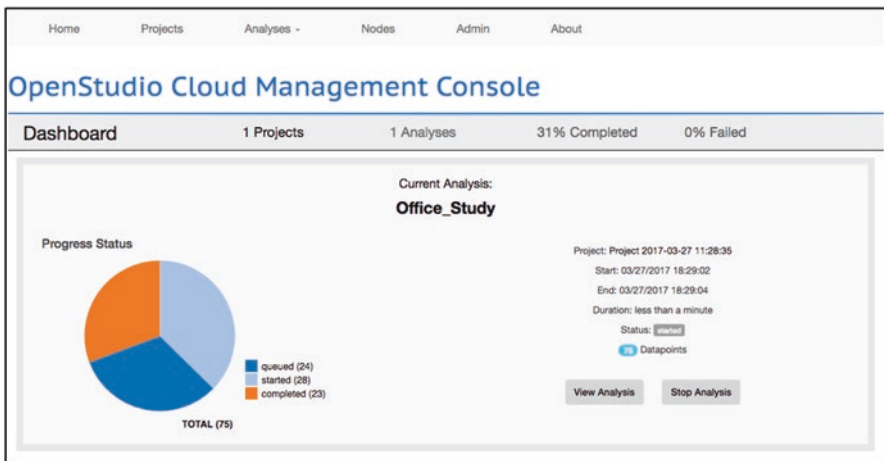 Home Projects Analyses - Nodes Admin About
OpenStudio Cloud Management Console
Dashboard 1 Projects 1 Analyses 31% Completed 0% Failed
Current Analysis:
Office_Study
Progress Status
queued (24)
started (28)
completed (23)
TOTAL (75)
Project: Project 2017-03-27 11:28:35
Start: 03/27/2017 18:29:02
End: 03/27/2017 18:29:04
Duration: less than a minute
Status: started
75 Datapoints
View Analysis Stop Analysis